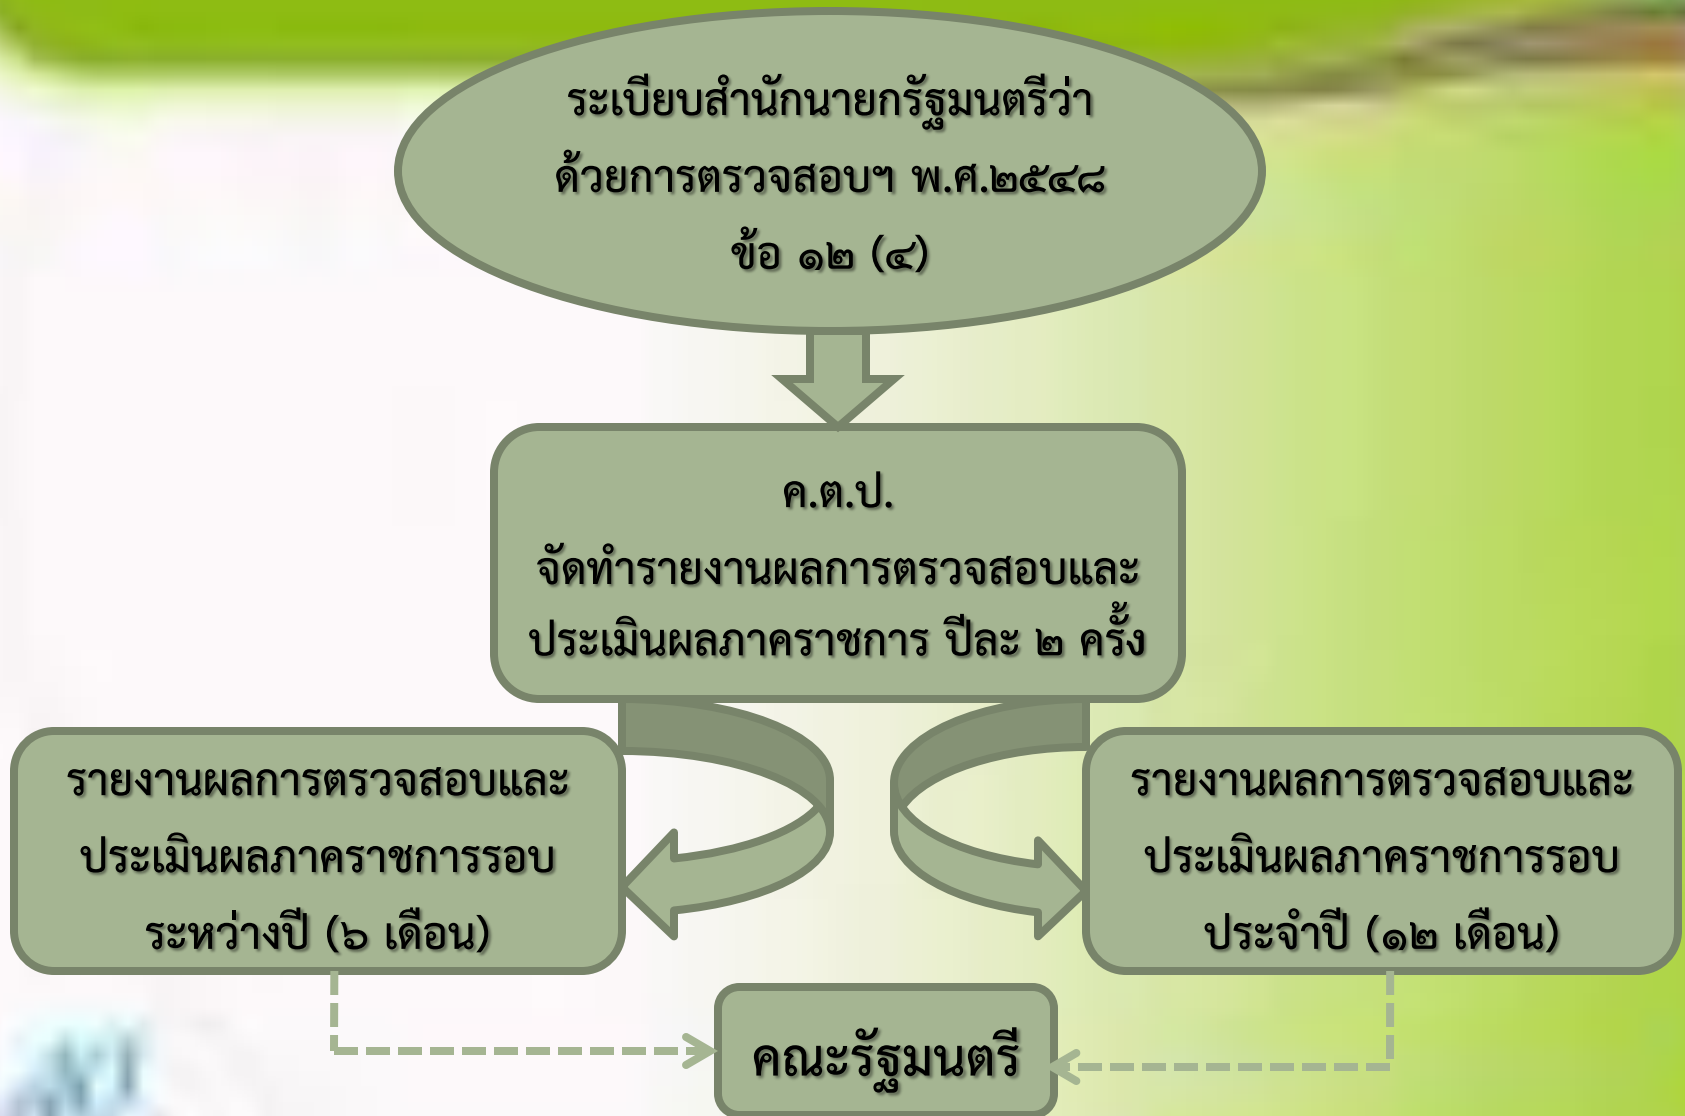 ระเบียบสำนักนายกรัฐมนตรีว่า
ด้วยการตรวจสอบฯ พ.ศ.๒๕๔๘
ข้อ ๑๒ (๔)
ค.ต.ป.
จัดทำรายงานผลการตรวจสอบและ
ประเมินผลภาคราชการ ปีละ ๒ ครั้ง
รายงานผลการตรวจสอบและ
ประเมินผลภาคราชการรอบ
ระหว่างปี (๖ เดือน)
รายงานผลการตรวจสอบและ
ประเมินผลภาคราชการรอบ
ประจำปี (๑๒ เดือน)
คณะรัฐมนตรี